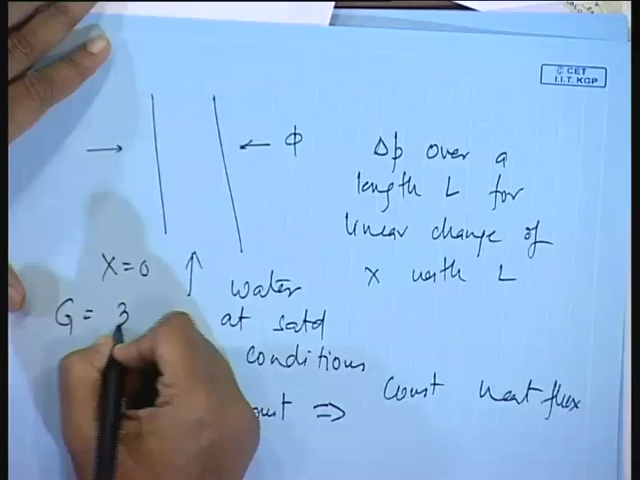 © CET
I.I.T. KGP
ϕ
Δp over a
length L for
linear change of
x with L
x=0
water
at satd
conditions
G = 3
⇒ Const heat flux